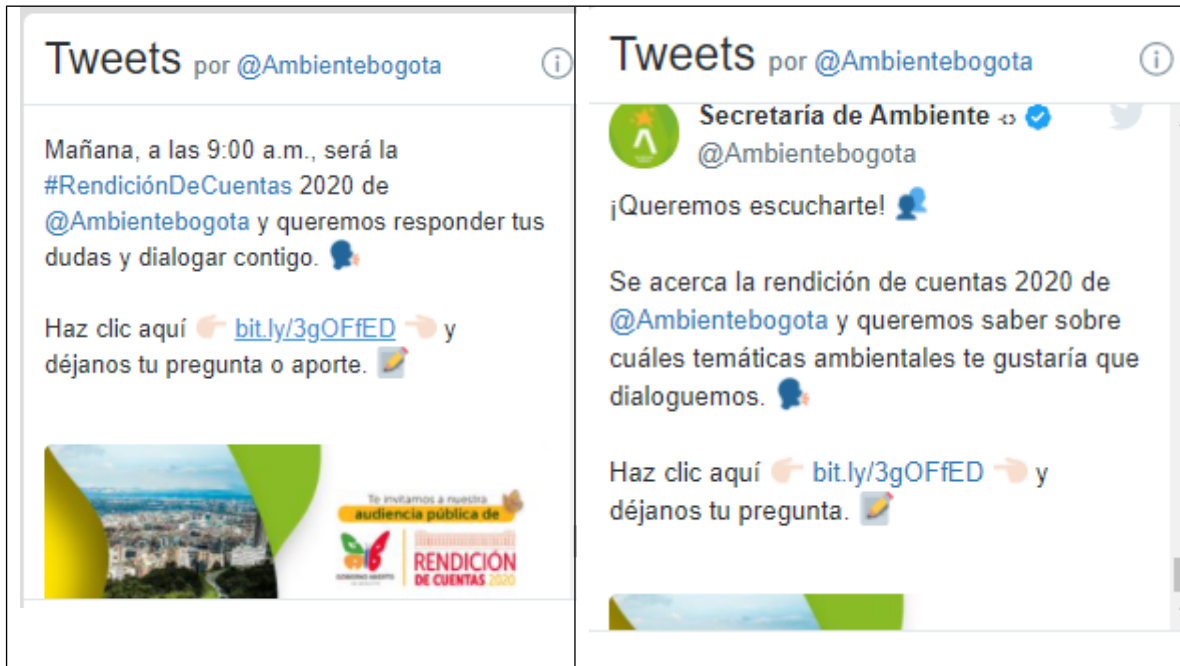 Tweets por @Ambientebogota
Mañana, a las 9:00 a.m., será la
#RendiciónDeCuentas 2020 de
@Ambientebogota y queremos responder tus
dudas y dialogar contigo. 🗣️
Haz clic aquí 👉🏻 bit.ly/3gOFfED 👈🏻 y
déjanos tu pregunta o aporte. 📝
Te invitamos a nuestra
audiencia pública de
GOBIERNO ABIERTO
RENDICIÓN
DE CUENTAS 2020
Tweets por @Ambientebogota
Secretaría de Ambiente
@Ambientebogota
¡Queremos escucharte! 👥
Se acerca la rendición de cuentas 2020 de
@Ambientebogota y queremos saber sobre
cuáles temáticas ambientales te gustaría que
dialoguemos. 🗣️
Haz clic aquí 👉🏻 bit.ly/3gOFfED 👈🏻 y
déjanos tu pregunta. 📝